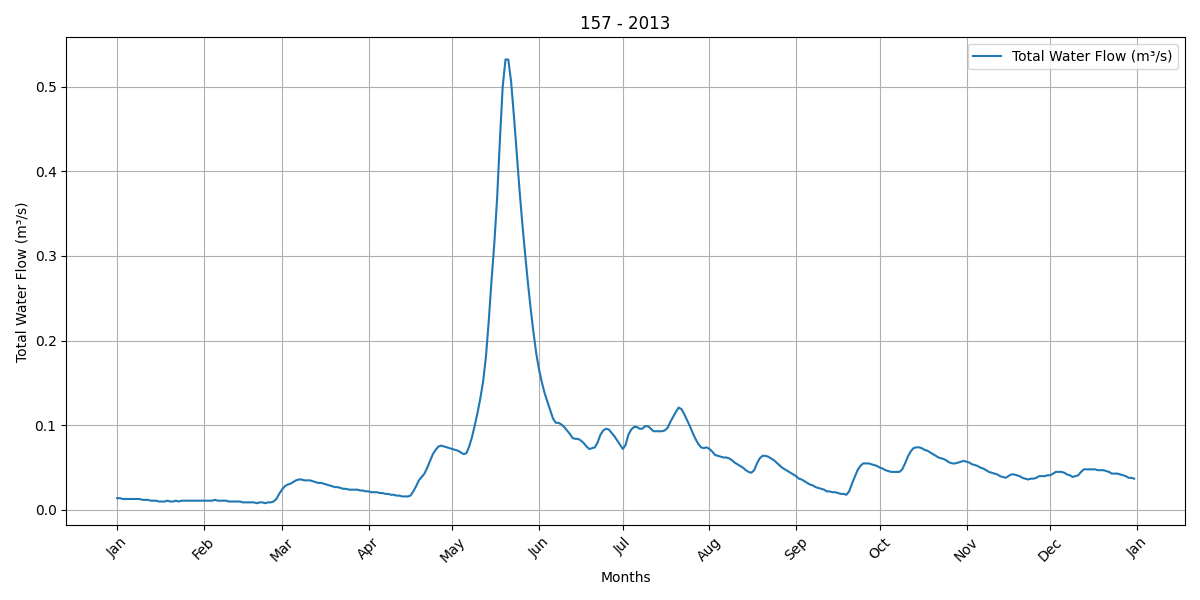 157 - 2013
Total Water Flow (m³/s)
Total Water Flow (m³/s)
0.5
0.4
0.3
0.2
0.1
0.0
Jan Feb Mar Apr May Jun Jul Aug Sep Oct Nov Dec Jan
Months